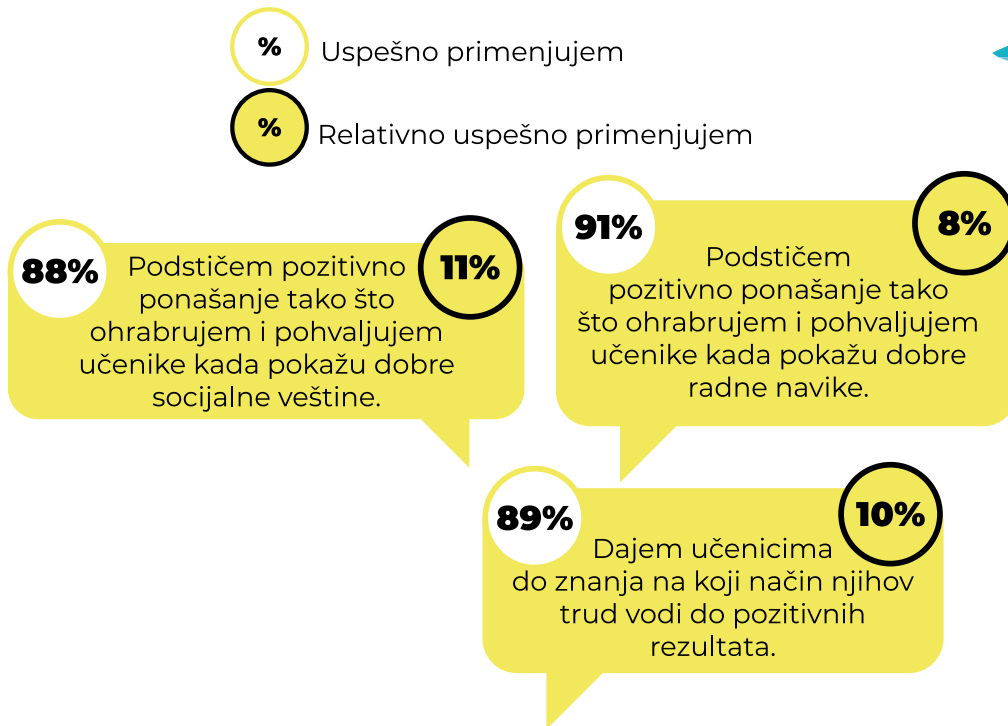 %
Uspešno primenjujem
%
Relativno uspešno primenjujem
88%
11%
Podstičem pozitivno
ponašanje tako što
ohrabrujem i pohvaljujem
učenike kada pokažu dobre
socijalne veštine.
91%
8%
Podstičem
pozitivno ponašanje tako
što ohrabrujem i pohvaljujem
učenike kada pokažu dobre
radne navike.
89%
10%
Dajem učenicima
do znanja na koji način njihov
trud vodi do pozitivnih
rezultata.